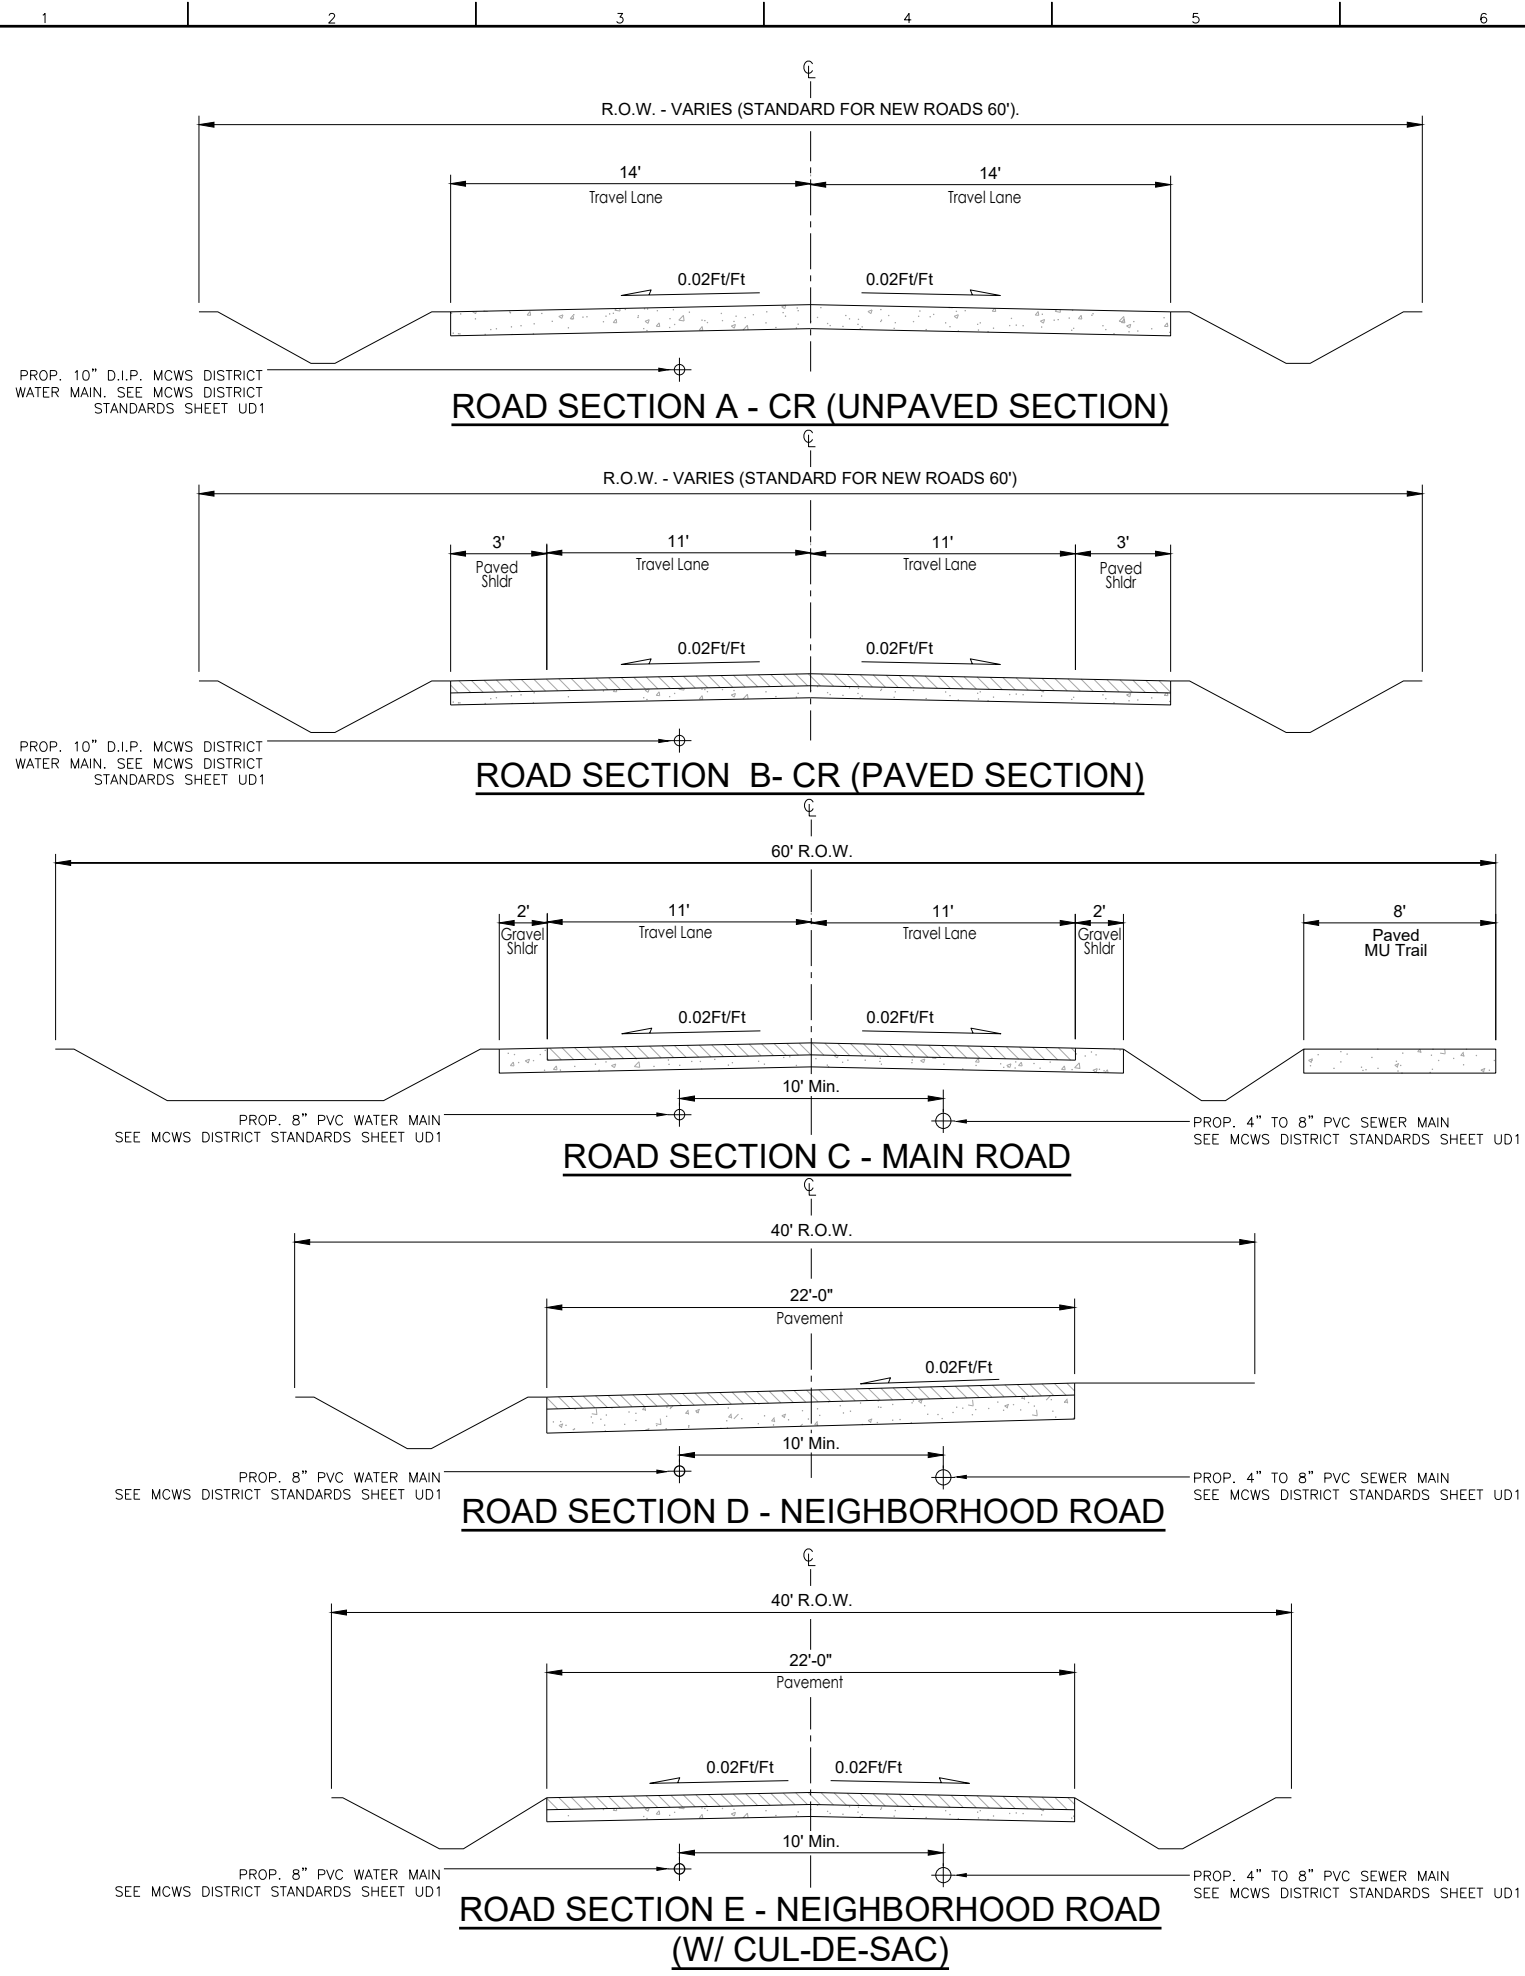 1 2 3 4 5 6
℄
R.O.W. - VARIES (STANDARD FOR NEW ROADS 60').
14' 14'
Travel Lane Travel Lane
0.02Ft/Ft 0.02Ft/Ft
PROP. 10" D.I.P. MCWS DISTRICT
WATER MAIN. SEE MCWS DISTRICT
STANDARDS SHEET UD1
ROAD SECTION A - CR (UNPAVED SECTION)
℄
R.O.W. - VARIES (STANDARD FOR NEW ROADS 60')
3' 11' 11' 3'
Paved Travel Lane Travel Lane Paved
Shldr Shldr
0.02Ft/Ft 0.02Ft/Ft
PROP. 10" D.I.P. MCWS DISTRICT
WATER MAIN. SEE MCWS DISTRICT
STANDARDS SHEET UD1
ROAD SECTION B- CR (PAVED SECTION)
℄
60' R.O.W.
2' 11' 11' 2' 8'
Gravel Travel Lane Travel Lane Gravel Paved
Shldr Shldr MU Trail
0.02Ft/Ft 0.02Ft/Ft
10' Min.
PROP. 8" PVC WATER MAIN
SEE MCWS DISTRICT STANDARDS SHEET UD1
PROP. 4" TO 8" PVC SEWER MAIN
SEE MCWS DISTRICT STANDARDS SHEET UD1
ROAD SECTION C - MAIN ROAD
℄
40' R.O.W.
22'-0"
Pavement
0.02Ft/Ft
10' Min.
PROP. 8" PVC WATER MAIN
SEE MCWS DISTRICT STANDARDS SHEET UD1
PROP. 4" TO 8" PVC SEWER MAIN
SEE MCWS DISTRICT STANDARDS SHEET UD1
ROAD SECTION D - NEIGHBORHOOD ROAD
℄
40' R.O.W.
22'-0"
Pavement
0.02Ft/Ft 0.02Ft/Ft
10' Min.
PROP. 8" PVC WATER MAIN
SEE MCWS DISTRICT STANDARDS SHEET UD1
PROP. 4" TO 8" PVC SEWER MAIN
SEE MCWS DISTRICT STANDARDS SHEET UD1
ROAD SECTION E - NEIGHBORHOOD ROAD
(W/ CUL-DE-SAC)